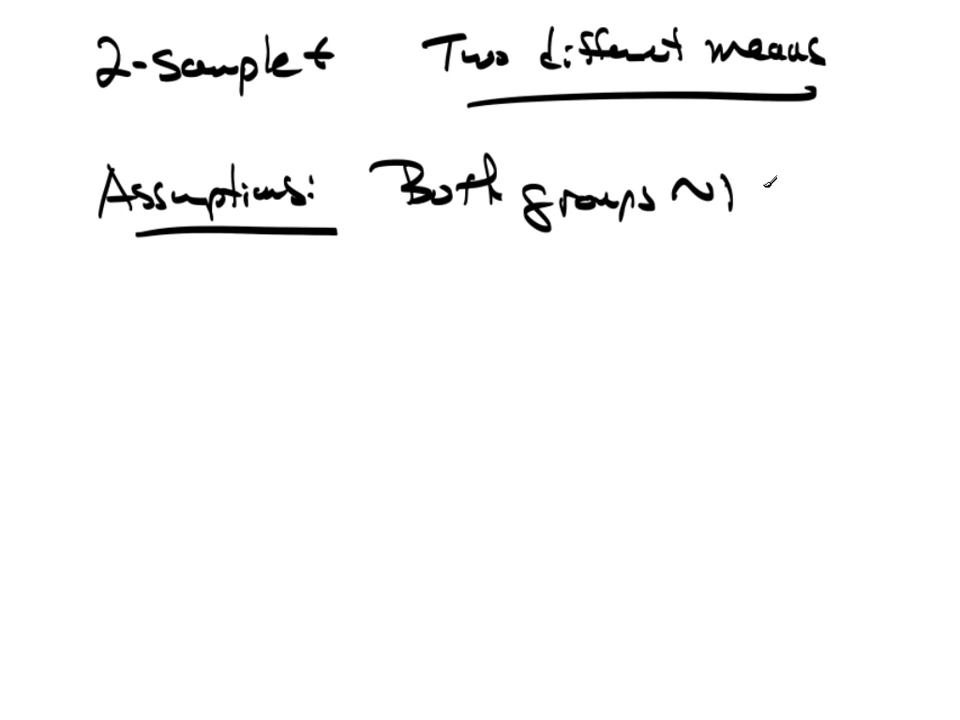 2-sample t Two different means
Assumptions: Both groups ~